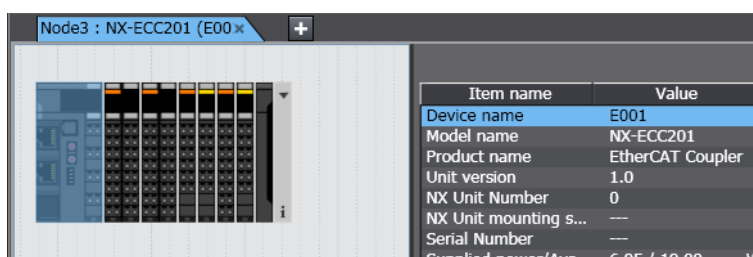 Node3 : NX-ECC201 (E00
Item name Value
Device name E001
Model name NX-ECC201
Product name EtherCAT Coupler
Unit version 1.0
NX Unit Number 0
NX Unit mounting s... ---
Serial Number ---